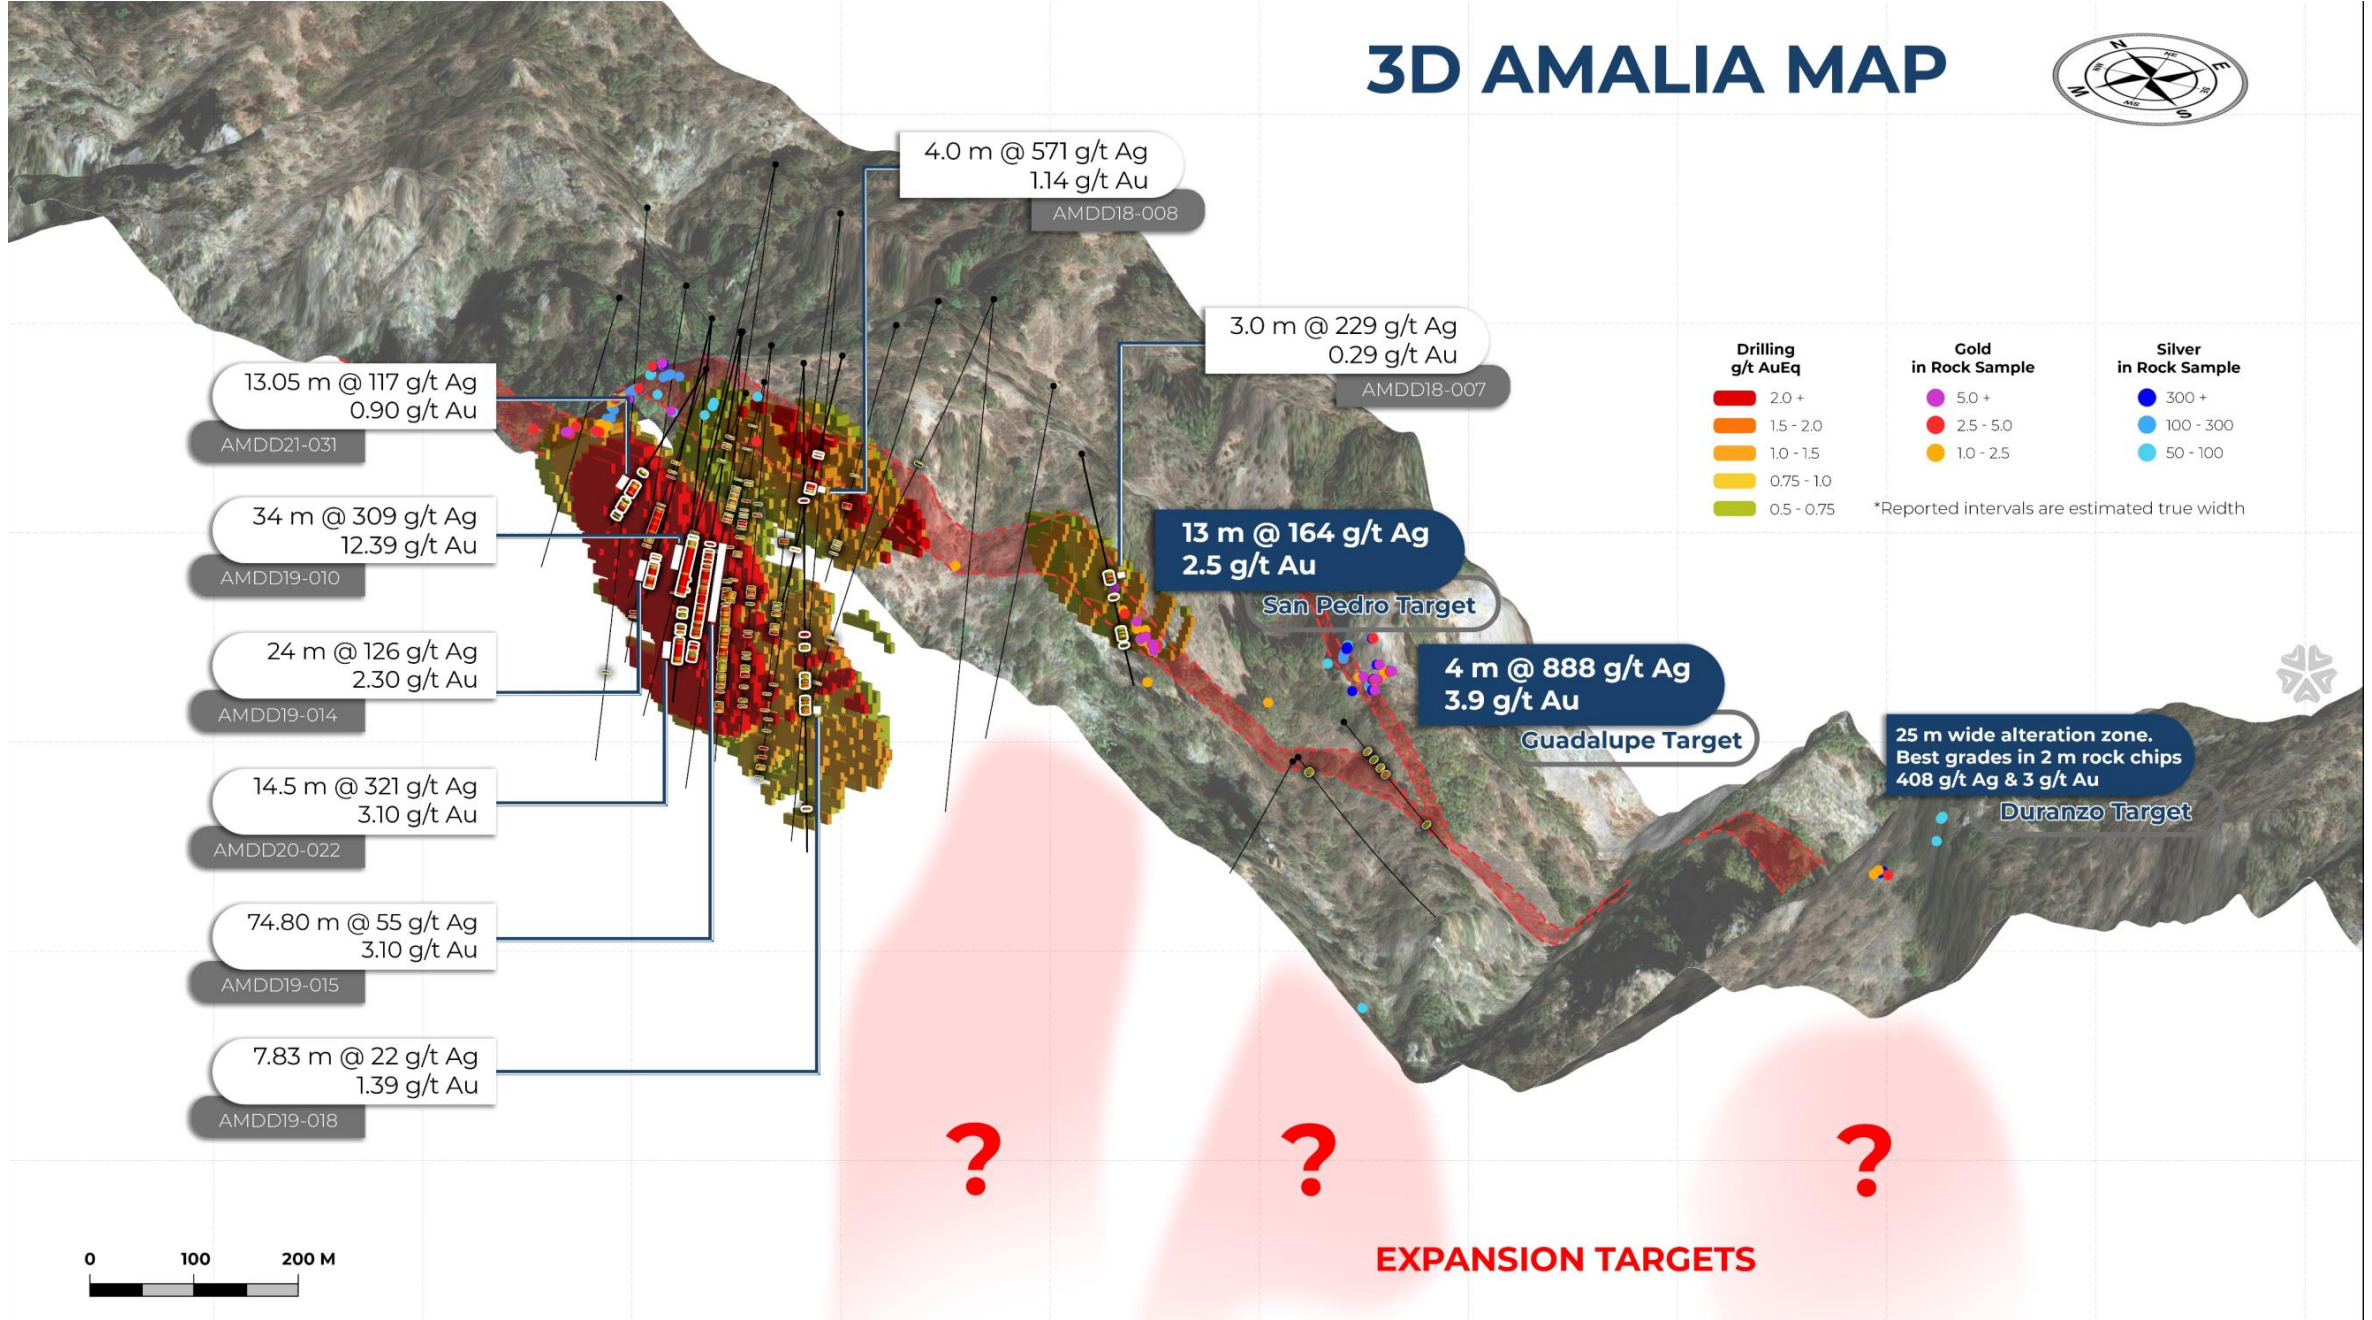 3D AMALIA MAP
N
NE
E
SE
S
SW
W
NW
4.0 m @ 571 g/t Ag
1.14 g/t Au
AMDD18-008
3.0 m @ 229 g/t Ag
0.29 g/t Au
AMDD18-007
13.05 m @ 117 g/t Ag
0.90 g/t Au
AMDD21-031
34 m @ 309 g/t Ag
12.39 g/t Au
AMDD19-010
24 m @ 126 g/t Ag
2.30 g/t Au
AMDD19-014
14.5 m @ 321 g/t Ag
3.10 g/t Au
AMDD20-022
74.80 m @ 55 g/t Ag
3.10 g/t Au
AMDD19-015
7.83 m @ 22 g/t Ag
1.39 g/t Au
AMDD19-018
Drilling
g/t AuEq
2.0 +
1.5 - 2.0
1.0 - 1.5
0.75 - 1.0
0.5 - 0.75
Gold
in Rock Sample
5.0 +
2.5 - 5.0
1.0 - 2.5
Silver
in Rock Sample
300 +
100 - 300
50 - 100
*Reported intervals are estimated true width
13 m @ 164 g/t Ag
2.5 g/t Au
San Pedro Target
4 m @ 888 g/t Ag
3.9 g/t Au
Guadalupe Target
25 m wide alteration zone.
Best grades in 2 m rock chips
408 g/t Ag & 3 g/t Au
Duranzo Target
? ? ?
EXPANSION TARGETS
0 100 200 M